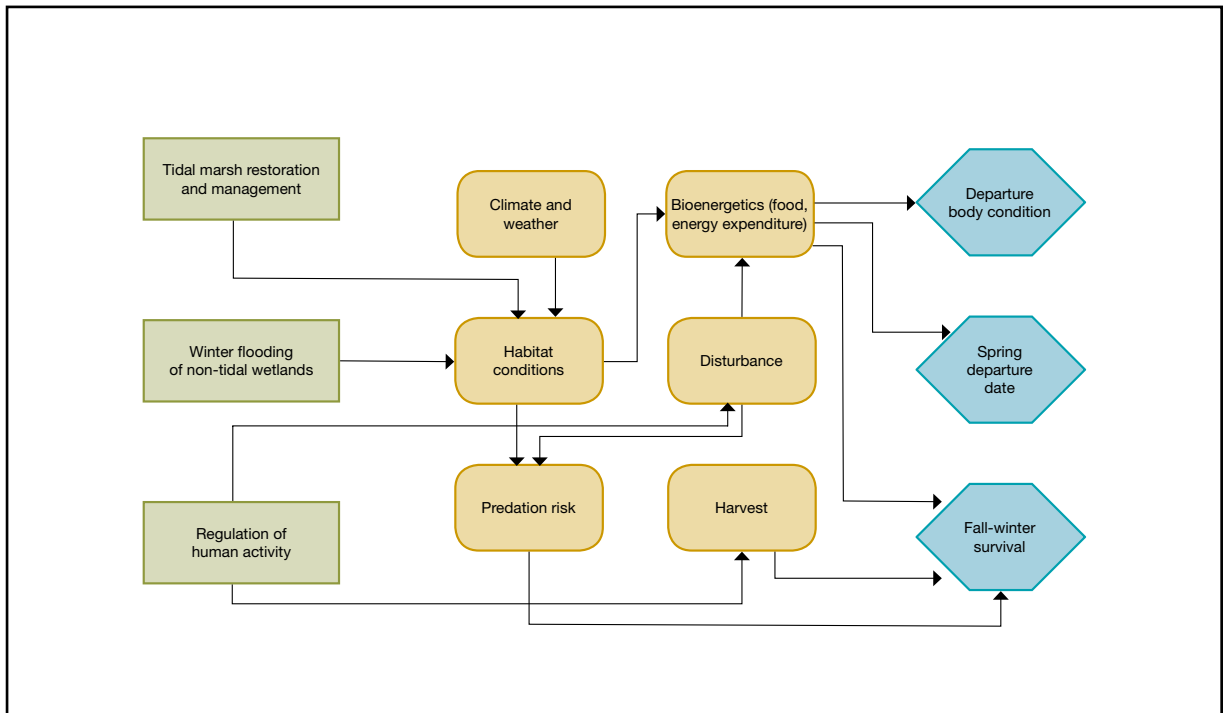 Tidal marsh restoration
and management
Climate and
weather
Bioenergetics (food,
energy expenditure)
Departure
body condition
Winter flooding
of non-tidal wetlands
Habitat
conditions
Disturbance
Spring
departure
date
Regulation of
human activity
Predation risk
Harvest
Fall-winter
survival